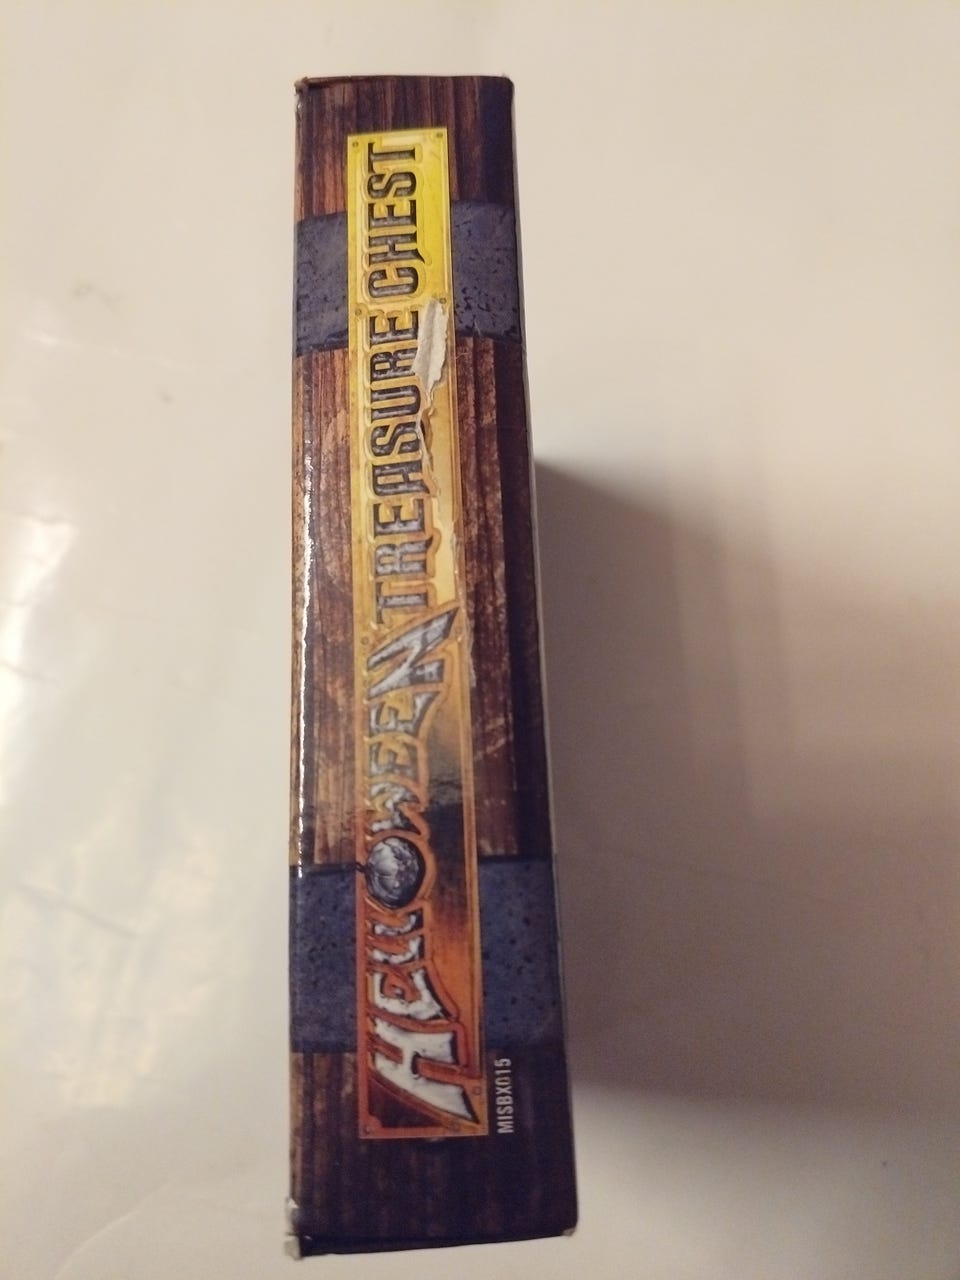 HELLOWEEN TREASURE CHEST
MISBX015